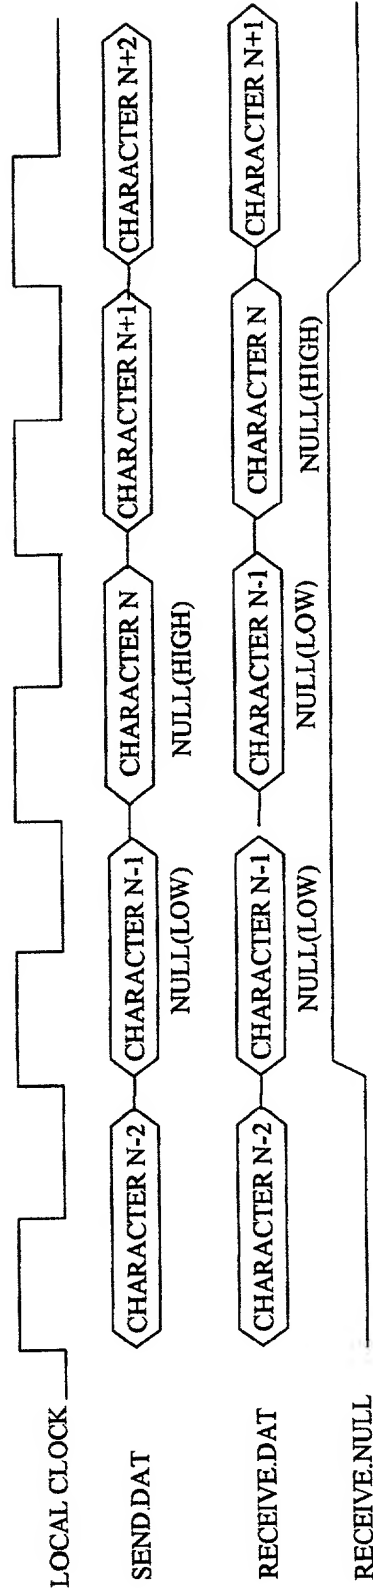 LOCAL CLOCK
SEND.DAT
CHARACTER N-2
CHARACTER N-1
CHARACTER N
CHARACTER N+1
CHARACTER N+2
NULL(LOW)
NULL(HIGH)
RECEIVE.DAT
CHARACTER N-2
CHARACTER N-1
CHARACTER N-1
CHARACTER N
CHARACTER N+1
NULL(LOW)
NULL(LOW)
NULL(HIGH)
RECEIVE.NULL